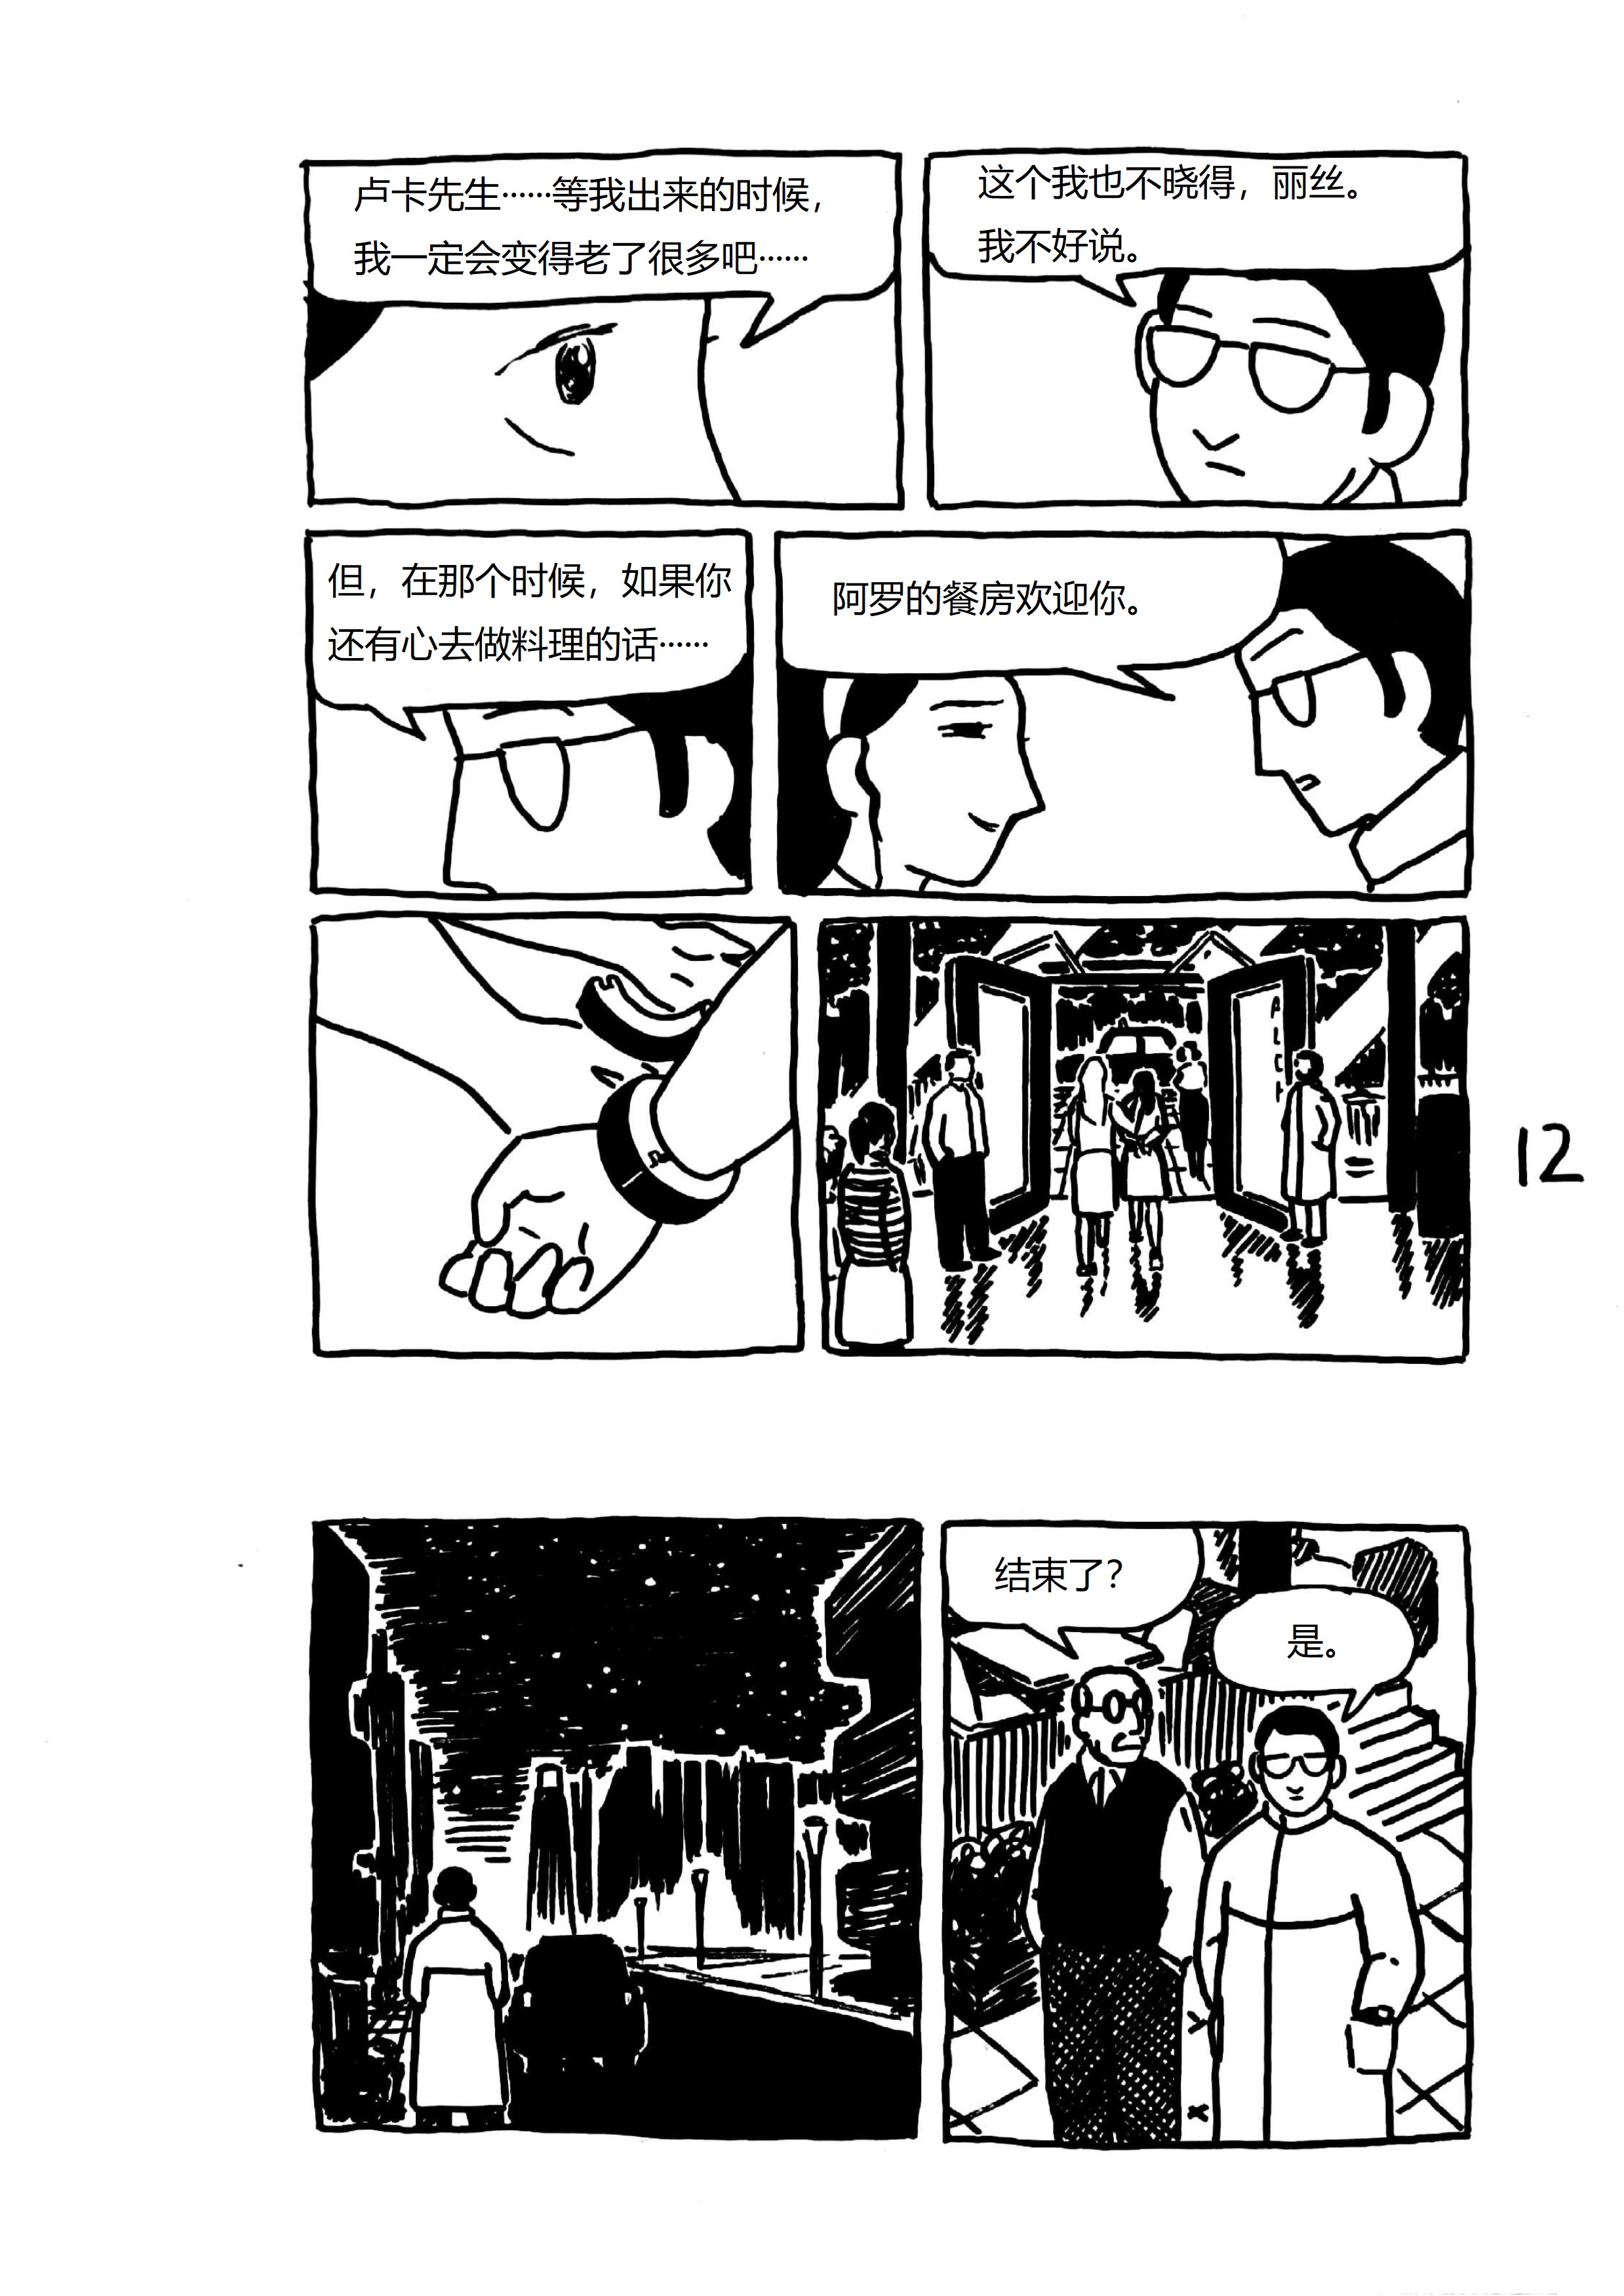 卢卡先生……等我出来的时候，
我一定会变得老了很多吧……
这个我也不晓得，丽丝。
我不好说。
但，在那个时候，如果你
还有心去做料理的话……
阿罗的餐房欢迎你。
12
结束了？
是。